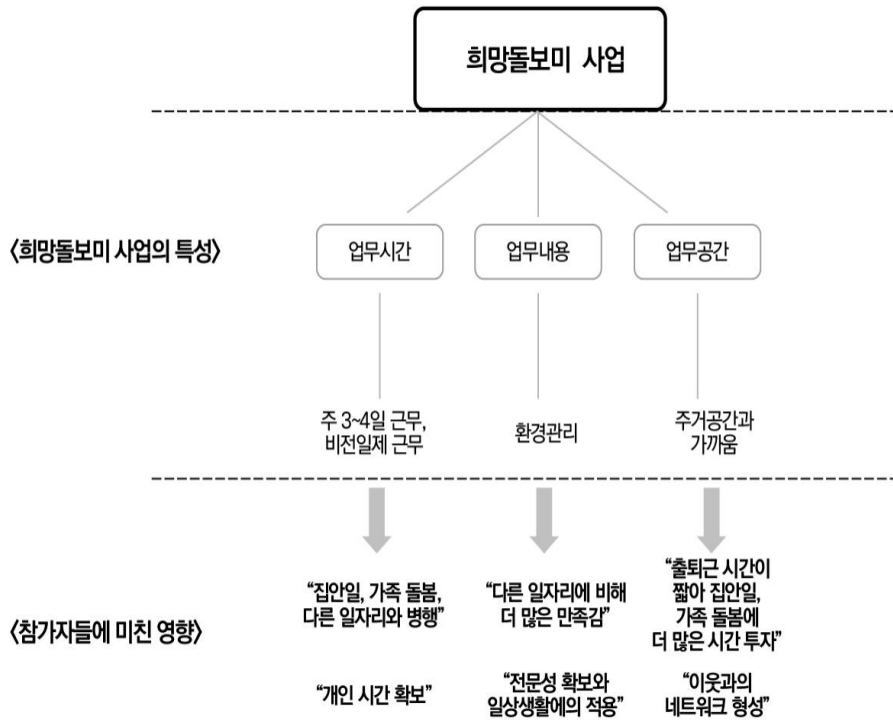 희망돌보미 사업
〈희망돌보미 사업의 특성〉
업무시간
업무내용
업무공간
주 3~4일 근무,
비전일제 근무
환경관리
주거공간과
가까움
〈참가자들에 미친 영향〉
“집안일, 가족 돌봄,
다른 일자리와 병행”
“개인 시간 확보”
“다른 일자리에 비해
더 많은 만족감”
“전문성 확보와
일상생활에의 적용”
“출퇴근 시간이
짧아 집안일,
가족 돌봄에
더 많은 시간 투자”
“이웃과의
네트워크 형성”